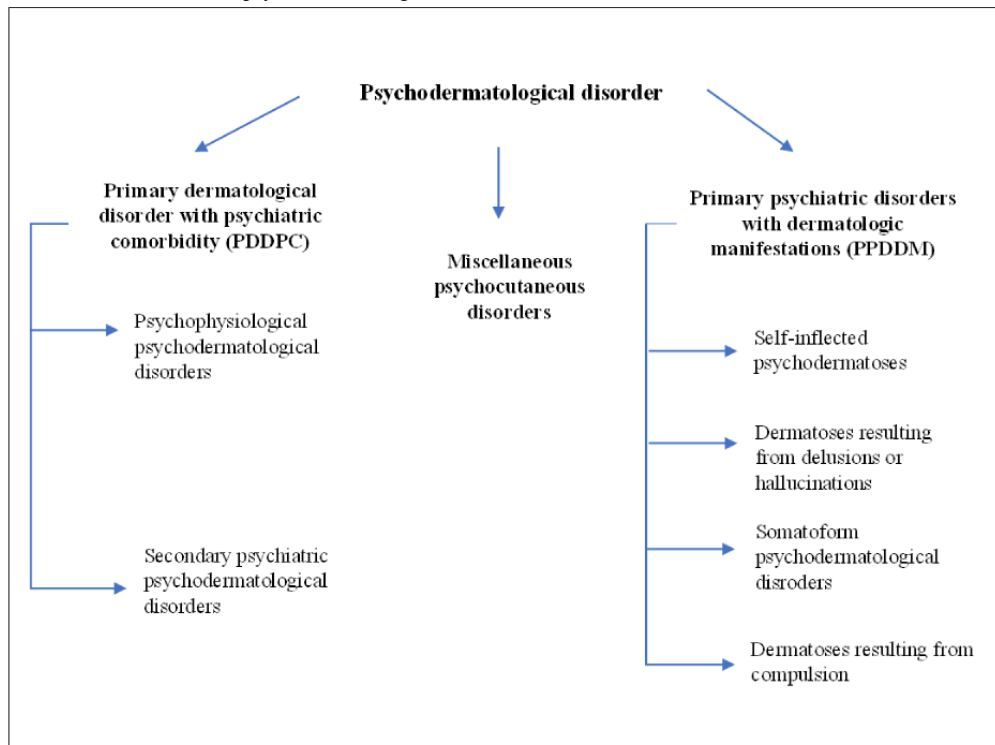 Psychodermatological disorder
Primary dermatological
disorder with psychiatric
comorbidity (PDDPC)
Psychophysiological
psychodermatological
disorders
Secondary psychiatric
psychodermatological
disorders
Miscellaneous
psychocutaneous
disorders
Primary psychiatric disorders
with dermatologic
manifestations (PPDDM)
Self-inflected
psychodermatoses
Dermatoses resulting
from delusions or
hallucinations
Somatoform
psychodermatological
disroders
Dermatoses resulting from
compulsion